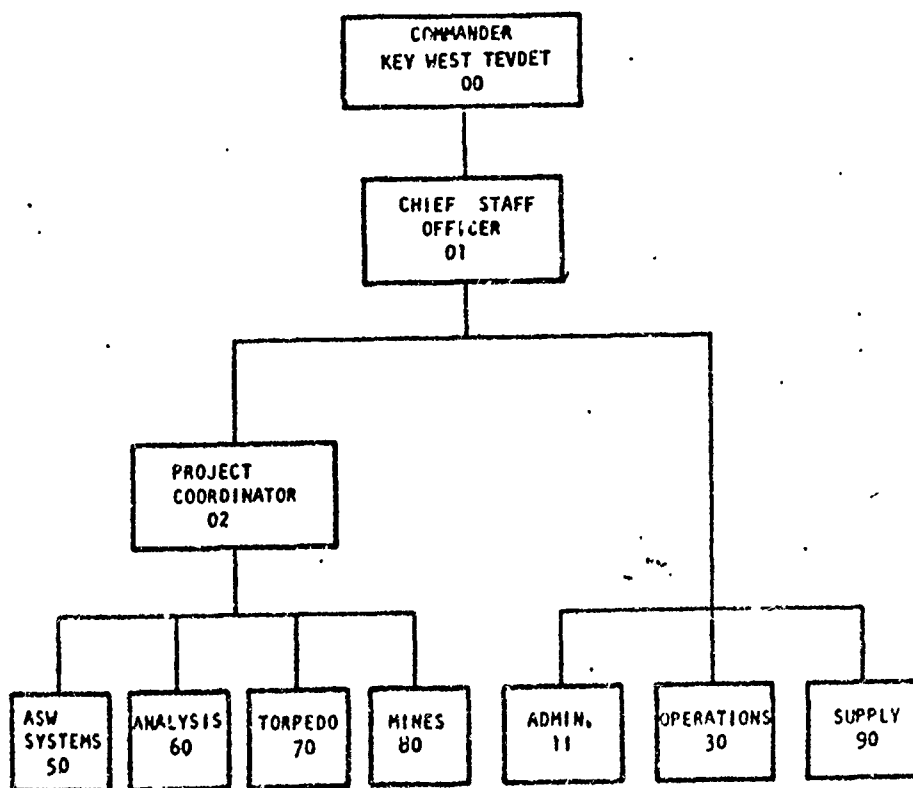 COMMANDER
KEY WEST TEVDET
00
CHIEF STAFF
OFFICER
01
PROJECT
COORDINATOR
02
ASW
SYSTEMS
50
ANALYSIS
60
TORPEDO
70
MINES
80
ADMIN.
11
OPERATIONS
30
SUPPLY
90